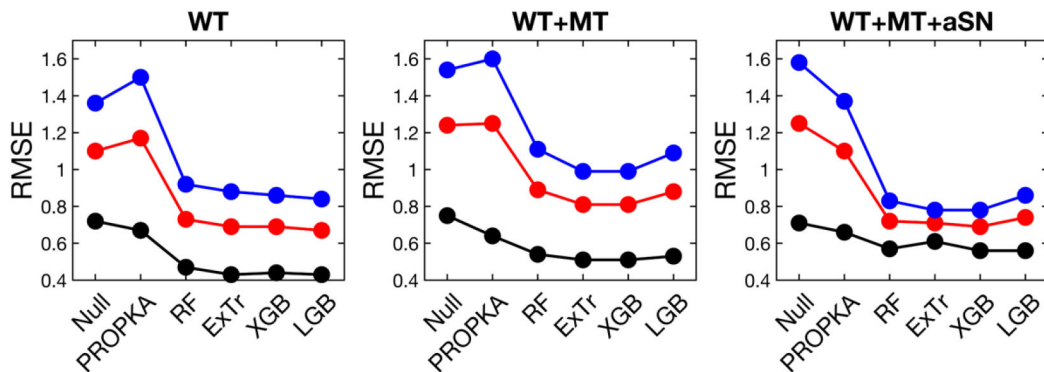 WT
RMSE
1.6
1.4
1.2
1
0.8
0.6
0.4
Null
PROPKA
RF
ExTr
XGB
LGB
WT+MT
RMSE
1.6
1.4
1.2
1
0.8
0.6
0.4
Null
PROPKA
RF
ExTr
XGB
LGB
WT+MT+aSN
RMSE
1.6
1.4
1.2
1
0.8
0.6
0.4
Null
PROPKA
RF
ExTr
XGB
LGB